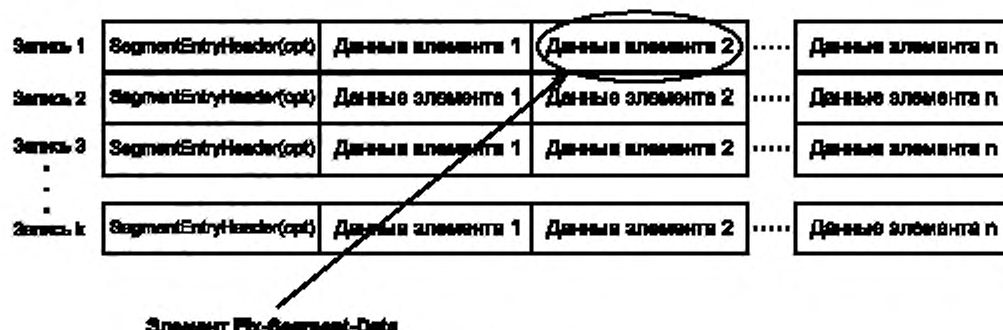 Запись 1 SegmentEntryHeader(opt) Данные элемента 1 Данные элемента 2 ...... Данные элемента n
Запись 2 SegmentEntryHeader(opt) Данные элемента 1 Данные элемента 2 ...... Данные элемента n
Запись 3 SegmentEntryHeader(opt) Данные элемента 1 Данные элемента 2 ...... Данные элемента n
Запись k SegmentEntryHeader(opt) Данные элемента 1 Данные элемента 2 ...... Данные элемента n
Элемент Fix-Segment-Data